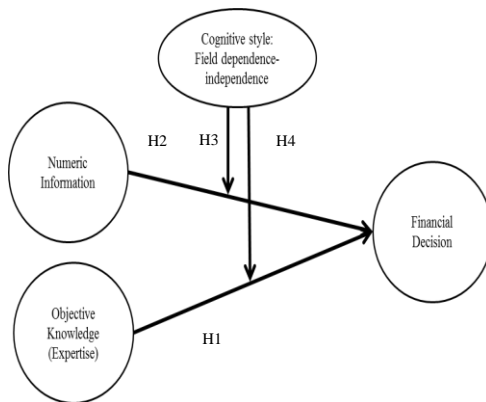 Cognitive style:
Field dependence-
independence
H2 H3 H4
Numeric
Information
Financial
Decision
Objective
Knowledge
(Expertise)
H1